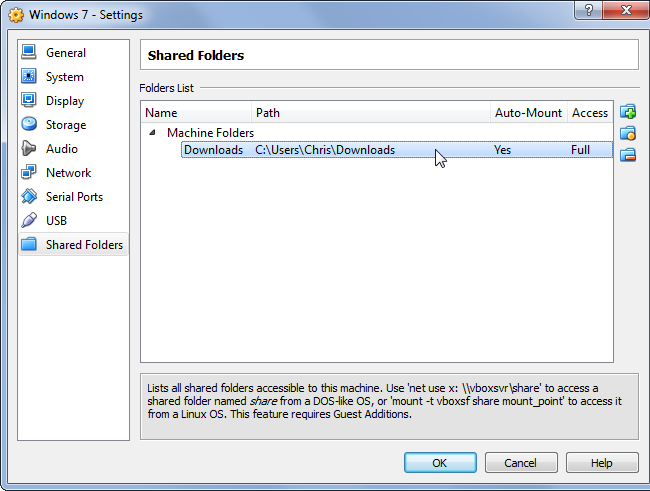 Windows 7 - Settings
General
System
Display
Storage
Audio
Network
Serial Ports
USB
Shared Folders
Shared Folders
Folders List
Name Path Auto-Mount Access
Machine Folders
Downloads C:\Users\Chris\Downloads Yes Full
Lists all shared folders accessible to this machine. Use 'net use x: \\vboxsvr\share' to access a
shared folder named share from a DOS-like OS, or 'mount -t vboxsf share mount_point' to access it
from a Linux OS. This feature requires Guest Additions.
OK Cancel Help